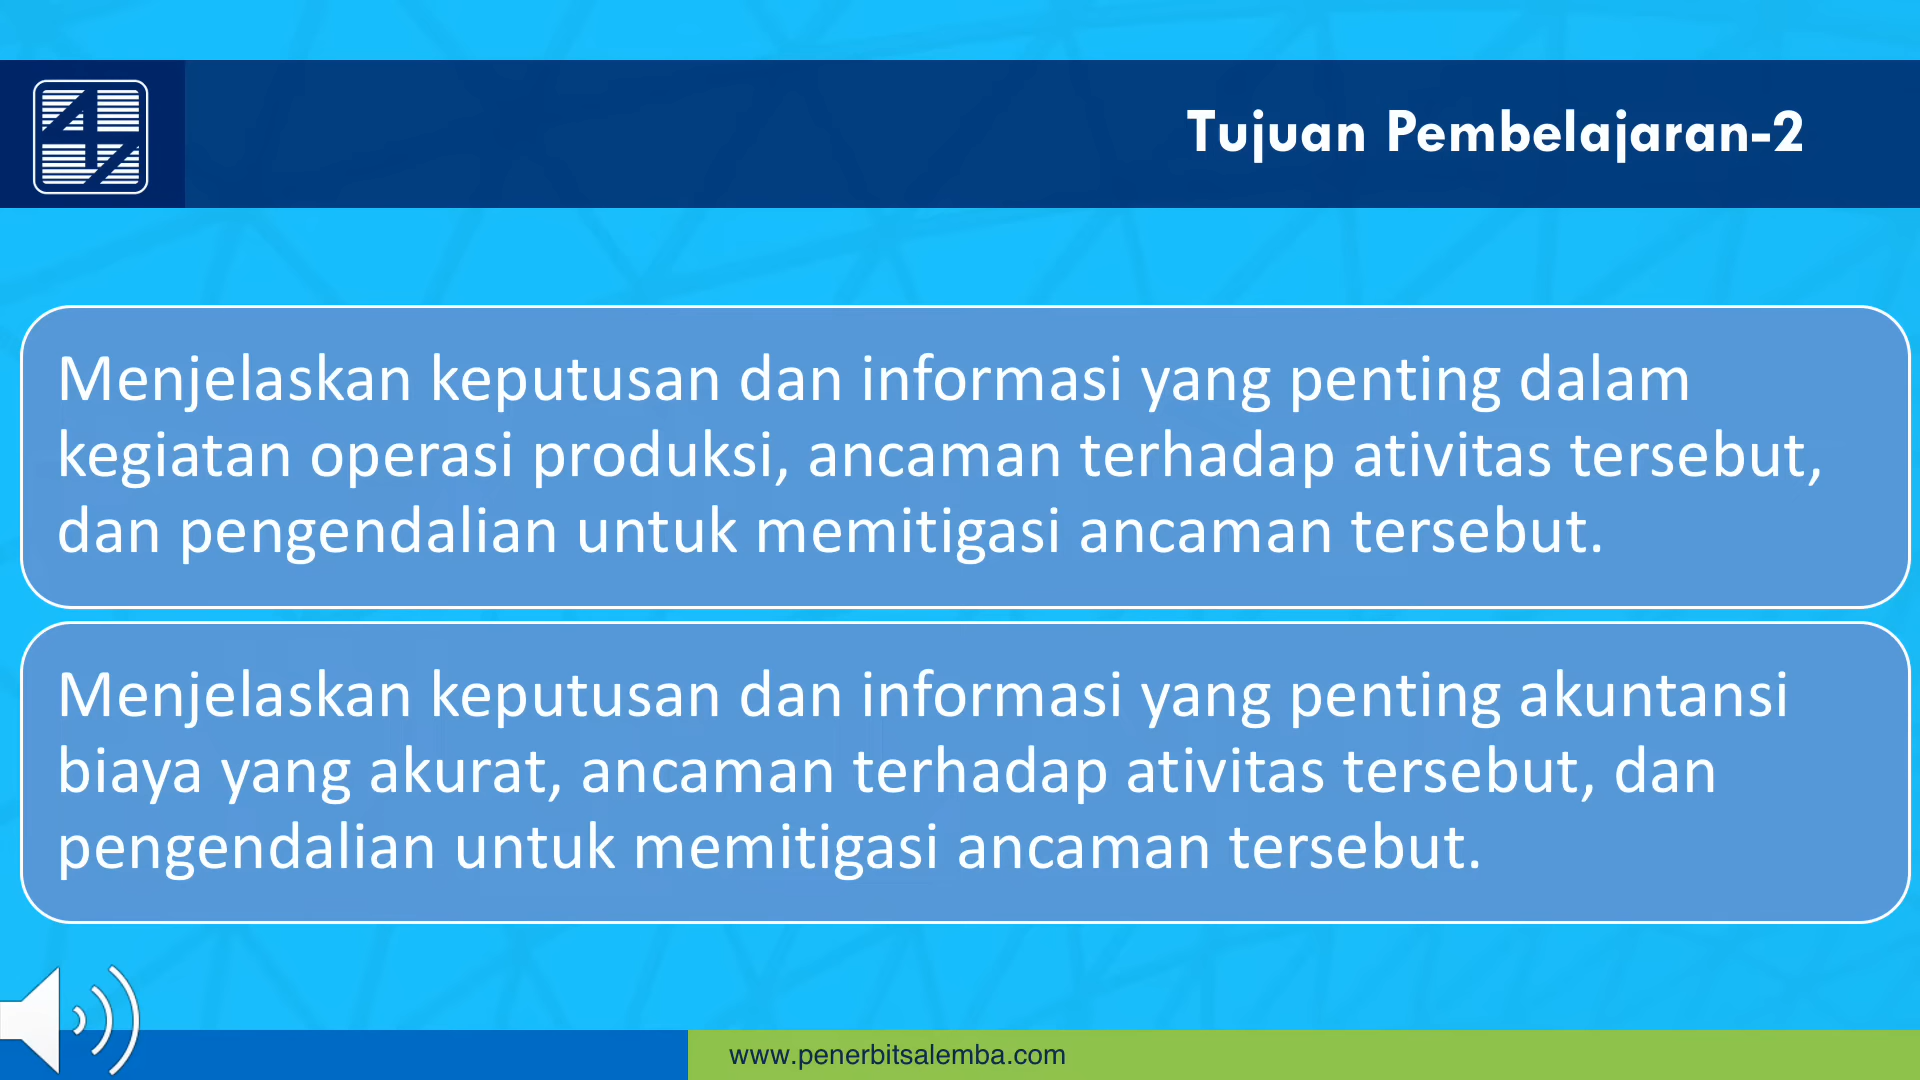 Tujuan Pembelajaran-2
Menjelaskan keputusan dan informasi yang penting dalam
kegiatan operasi produksi, ancaman terhadap ativitas tersebut,
dan pengendalian untuk memitigasi ancaman tersebut.
Menjelaskan keputusan dan informasi yang penting akuntansi
biaya yang akurat, ancaman terhadap ativitas tersebut, dan
pengendalian untuk memitigasi ancaman tersebut.
www.penerbitsalemba.com